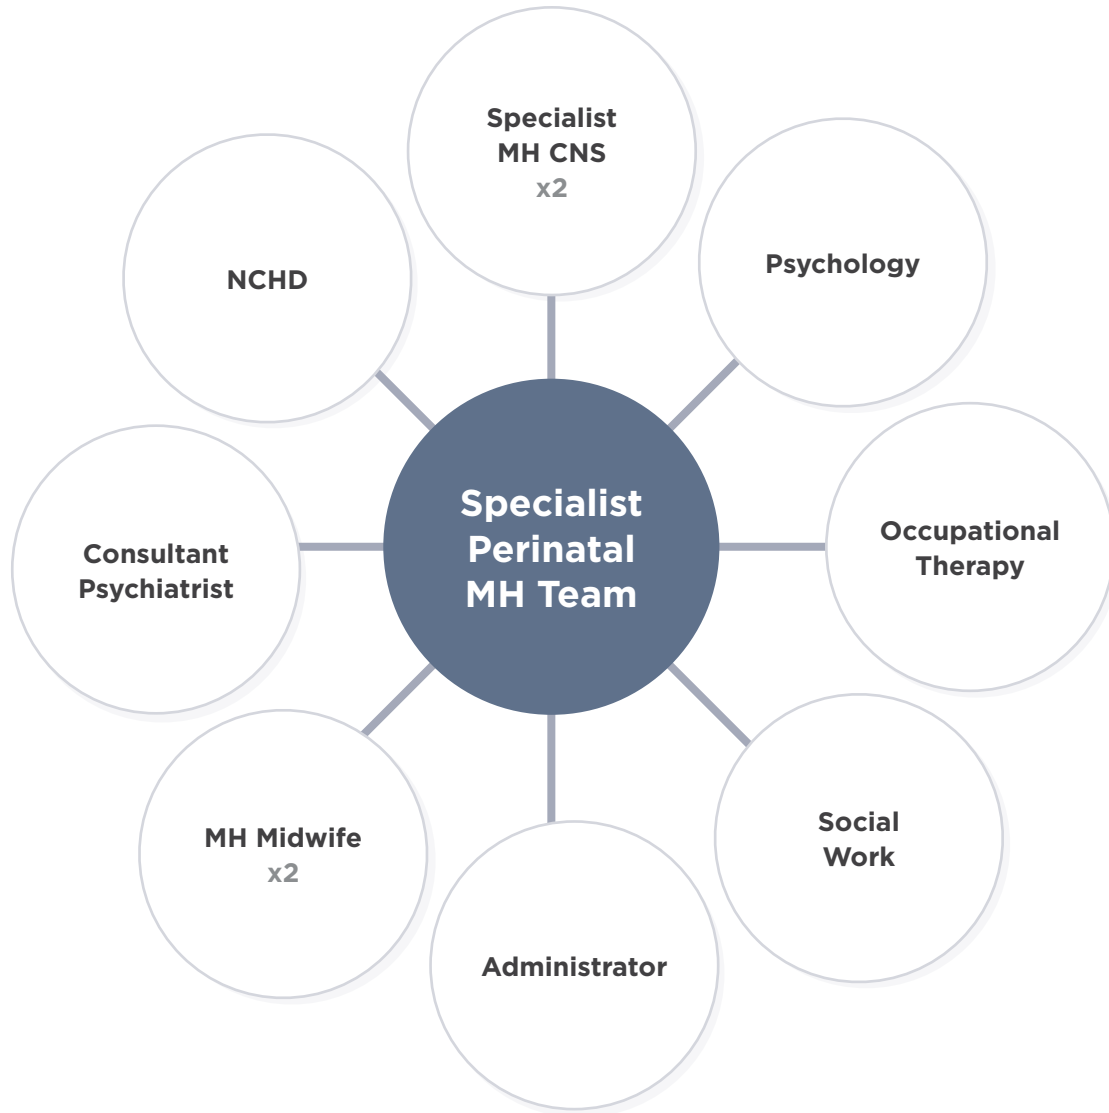 Specialist
MH CNS
x2
Psychology
NCHD
Occupational
Therapy
Specialist
Perinatal
MH Team
Consultant
Psychiatrist
Social
Work
MH Midwife
x2
Administrator